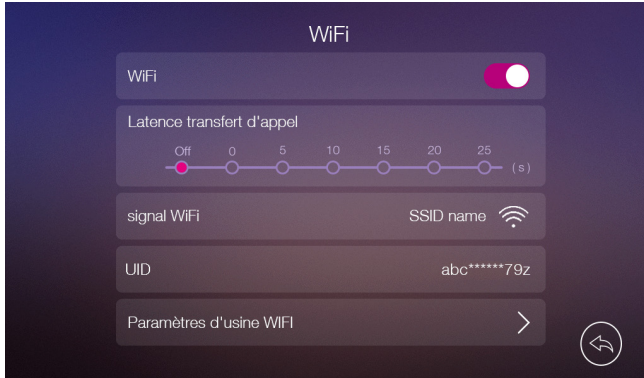 WiFi
WiFi
Latence transfert d'appel
Off 0 5 10 15 20 25
(s)
signal WiFi SSID name
UID abc******79z
Paramètres d'usine WIFI